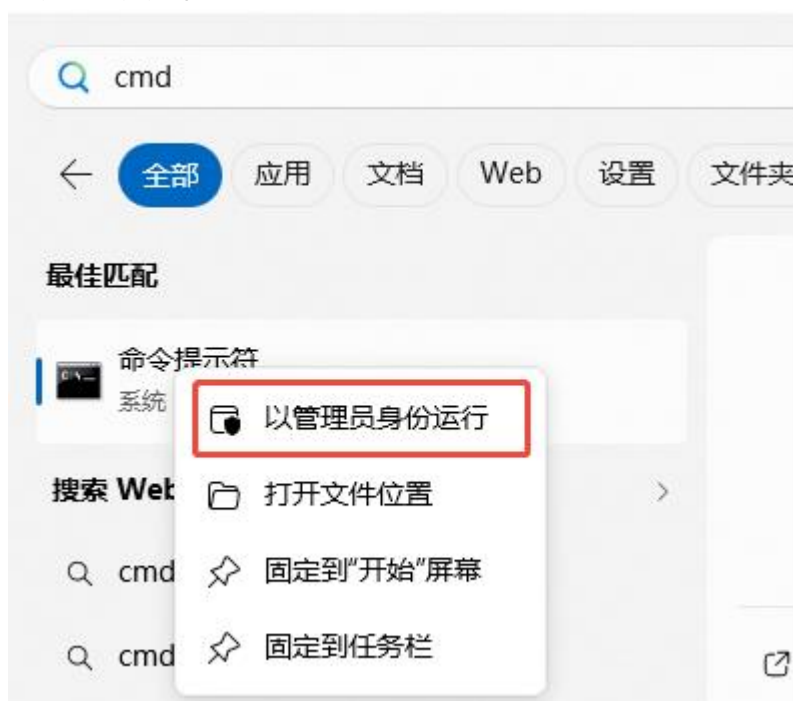 cmd
全部 应用 文档 Web 设置 文件夹
最佳匹配
命令提示符
系统
以管理员身份运行
搜索 Web
打开文件位置
cmd
固定到“开始”屏幕
cmd
固定到任务栏